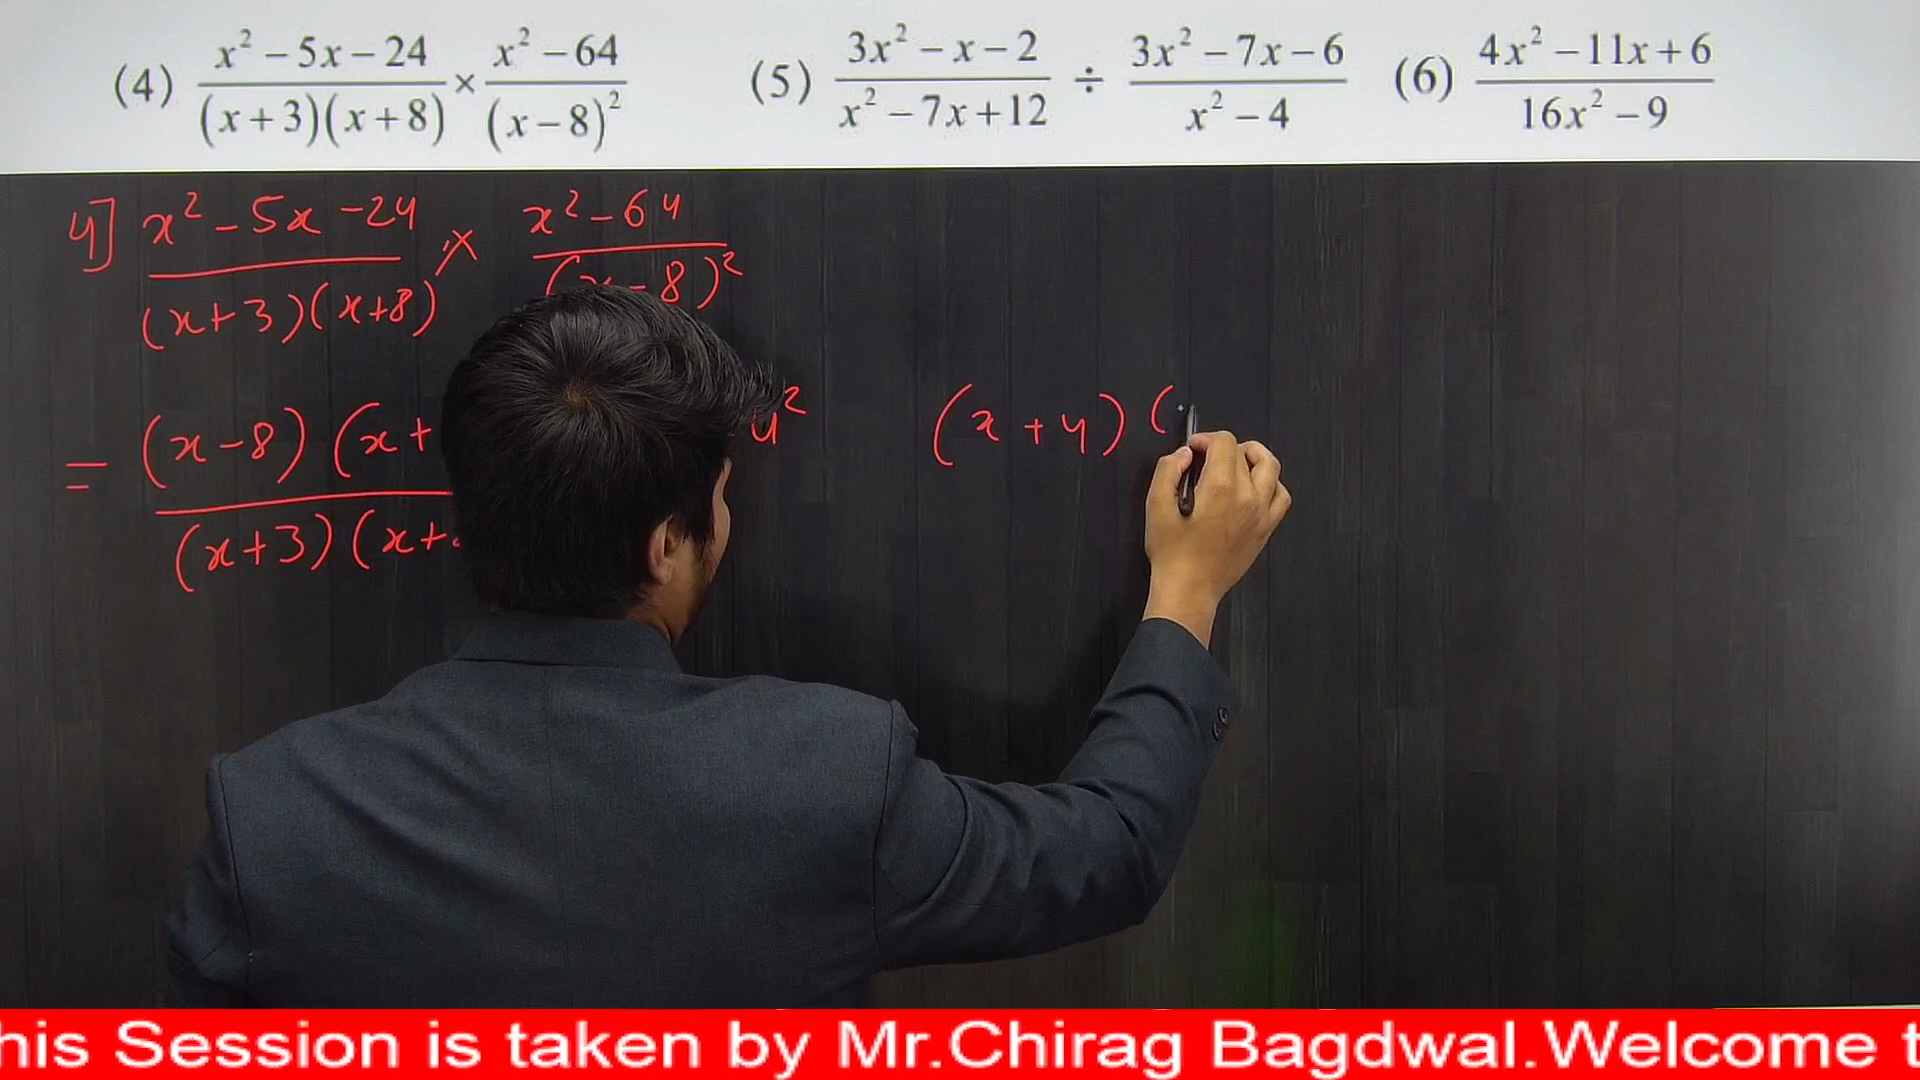 (4) (x² − 5x − 24)/((x+3)(x+8)) × (x² − 64)/(x−8)² (5) (3x² − x − 2)/(x² − 7x + 12) ÷ (3x² − 7x − 6)/(x² − 4) (6) (4x² − 11x + 6)/(16x² − 9)
4] (x² − 5x − 24)/((x+3)(x+8)) × (x² − 64)/(x−8)²
= (x−8)(x+
(x+3)(x+
y² (x+y)(
his Session is taken by Mr.Chirag Bagdwal.Welcome t